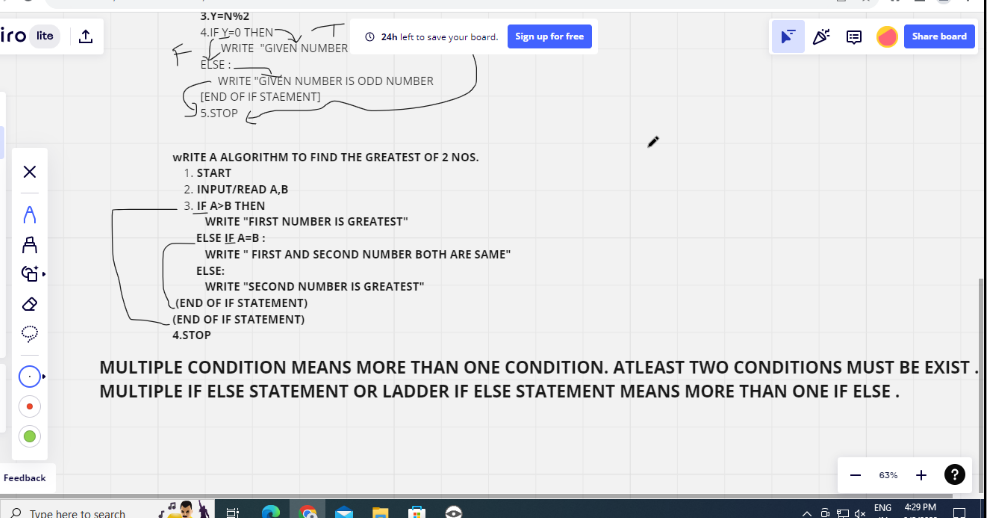 3.Y=N%2
iro lite
4.IF Y=0 THEN
T
24h left to save your board.
Sign up for free
Share board
F
WRITE "GIVEN NUMBER
ELSE :
WRITE "GIVEN NUMBER IS ODD NUMBER
[END OF IF STAEMENT]
5.STOP
wRITE A ALGORITHM TO FIND THE GREATEST OF 2 NOS.
1. START
2. INPUT/READ A,B
3. IF A>B THEN
WRITE "FIRST NUMBER IS GREATEST"
ELSE IF A=B :
WRITE " FIRST AND SECOND NUMBER BOTH ARE SAME"
ELSE:
WRITE "SECOND NUMBER IS GREATEST"
(END OF IF STATEMENT)
(END OF IF STATEMENT)
4.STOP
MULTIPLE CONDITION MEANS MORE THAN ONE CONDITION. ATLEAST TWO CONDITIONS MUST BE EXIST .
MULTIPLE IF ELSE STATEMENT OR LADDER IF ELSE STATEMENT MEANS MORE THAN ONE IF ELSE .
Feedback
63%
?
Type here to search
ENG
4:29 PM